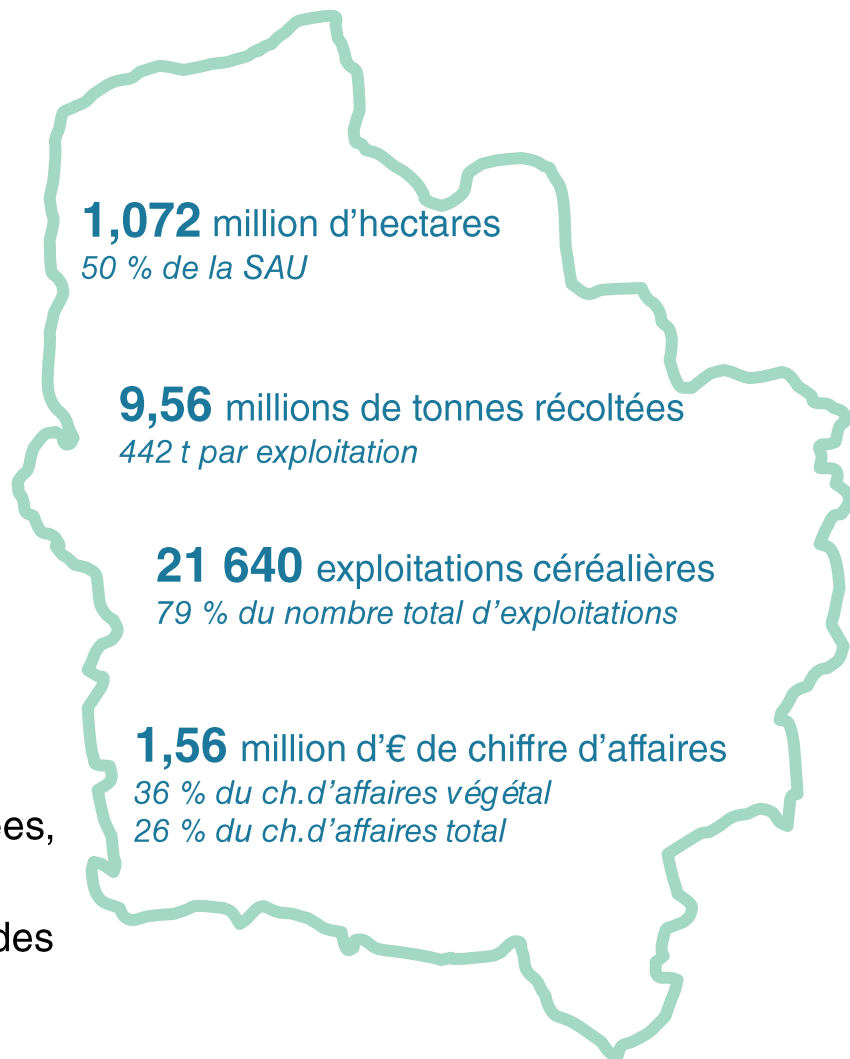 1,072 million d’hectares
50 % de la SAU
9,56 millions de tonnes récoltées
442 t par exploitation
21 640 exploitations céréalières
79 % du nombre total d’exploitations
1,56 million d’€ de chiffre d’affaires
36 % du ch.d’affaires végétal
26 % du ch.d’affaires total
es,
des